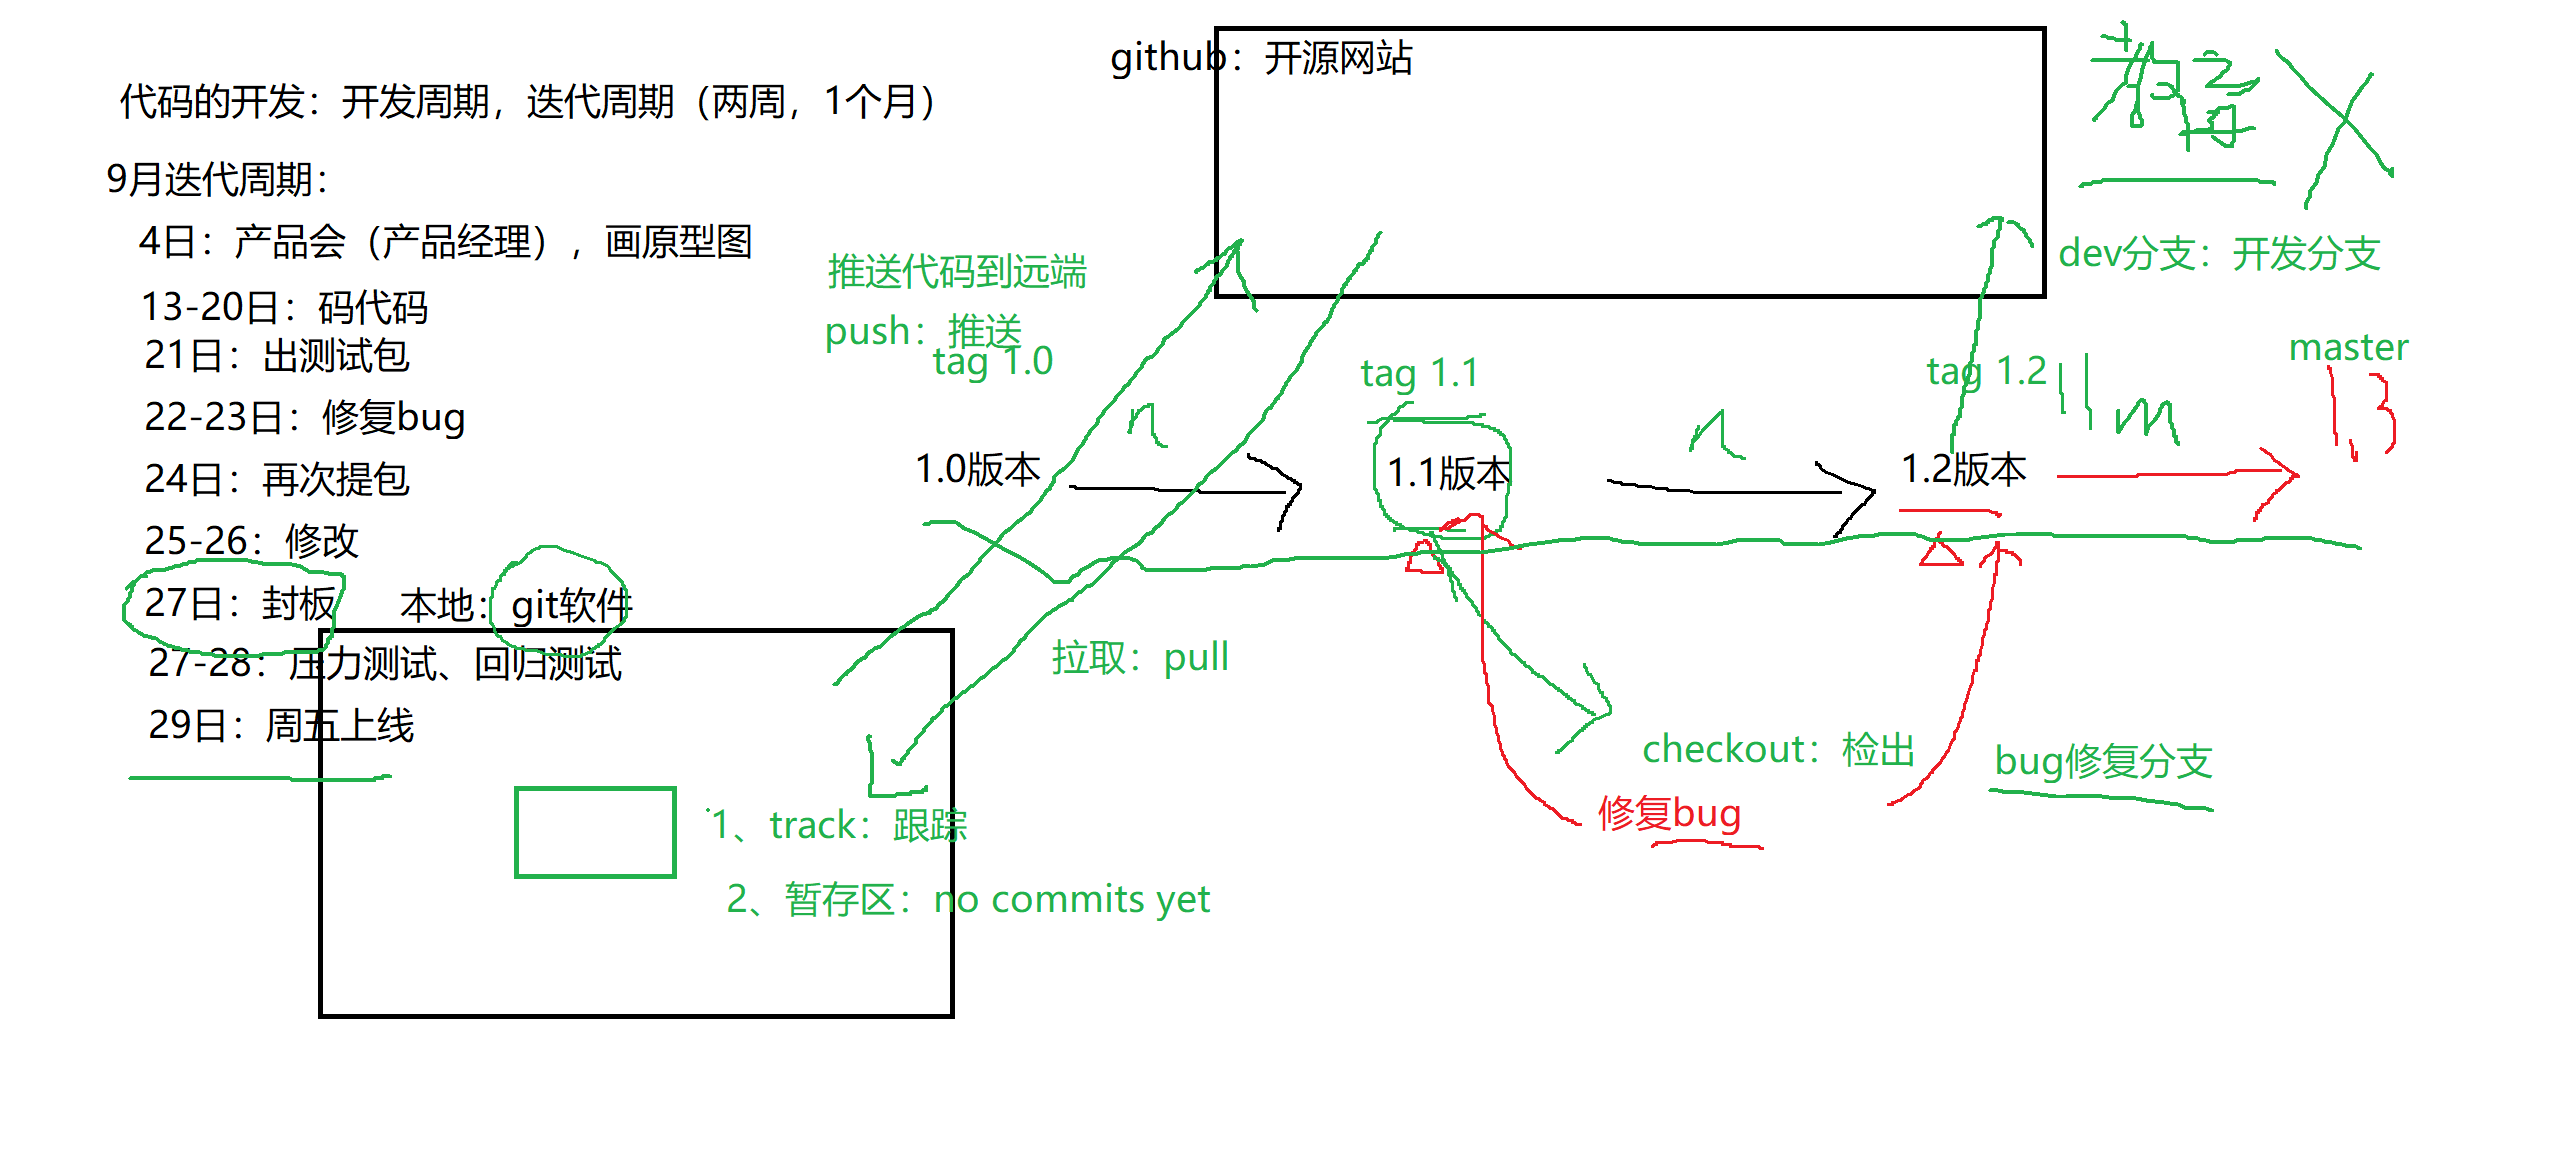 github：开源网站
代码的开发：开发周期，迭代周期（两周，1个月）
9月迭代周期：
4日：产品会（产品经理），画原型图
13-20日：码代码
21日：出测试包
22-23日：修复bug
24日：再次提包
25-26：修改
27日：封板
本地：git软件
27-28：压力测试、回归测试
29日：周五上线
推送代码到远端
push：推送
tag 1.0
tag 1.1
tag 1.2
dev分支：开发分支
master
1.3
1.0版本
1.1版本
1.2版本
拉取：pull
checkout：检出
修复bug
bug修复分支
1、track：跟踪
2、暂存区：no commits yet